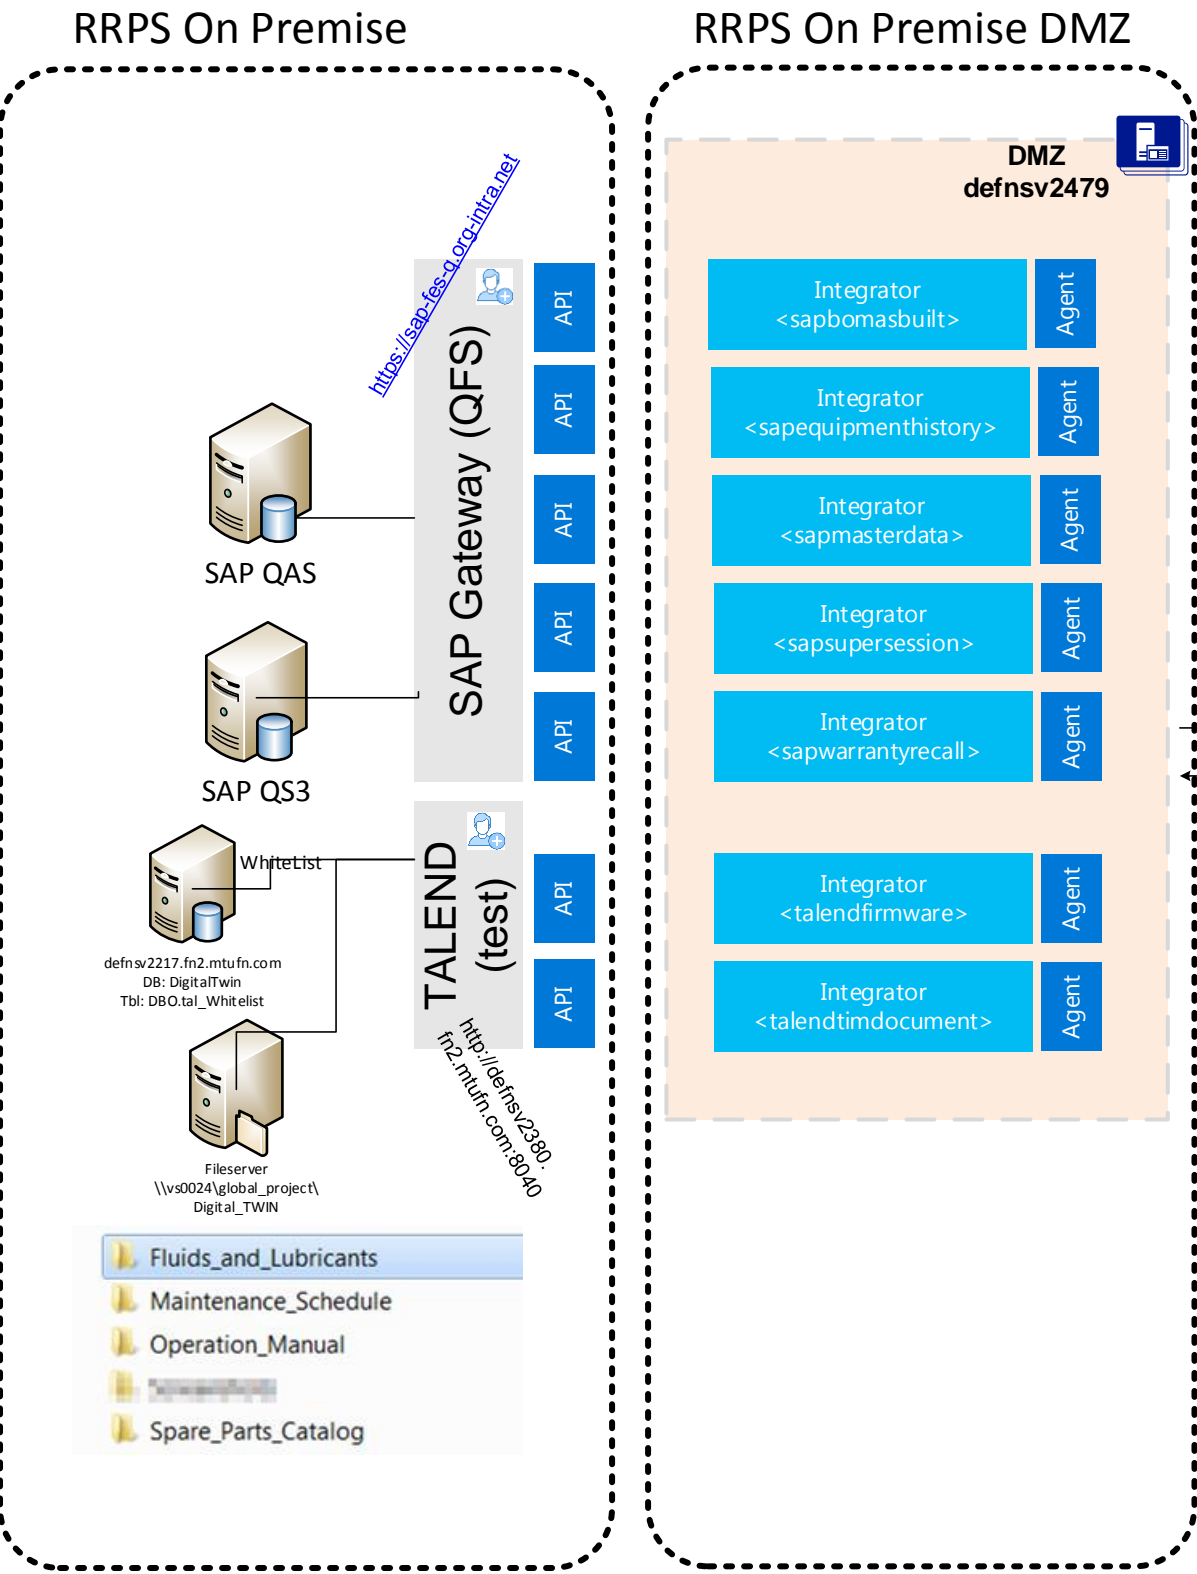 RRPS On Premise
https://sap-fes-q.org-intra.net
SAP Gateway (QFS)
API
API
API
API
API
SAP QAS
SAP QS3
WhiteList
TALEND
(test)
API
API
http://defnsv2380.
fn2.mtufn.com:8040
defnsv2217.fn2.mtufn.com
DB: DigitalTwin
Tbl: DBO.tal_Whitelist
Fileserver
\\vs0024\global_project\
Digital_TWIN
Fluids_and_Lubricants
Maintenance_Schedule
Operation_Manual
Spare_Parts_Catalog
RRPS On Premise DMZ
DMZ
defnsv2479
Integrator
<sapbomasbuilt>
Agent
Integrator
<sapequipmenthistory>
Agent
Integrator
<sapmasterdata>
Agent
Integrator
<sapsupersession>
Agent
Integrator
<sapwarrantyrecall>
Agent
Integrator
<talendfirmware>
Agent
Integrator
<talendtimdocument>
Agent